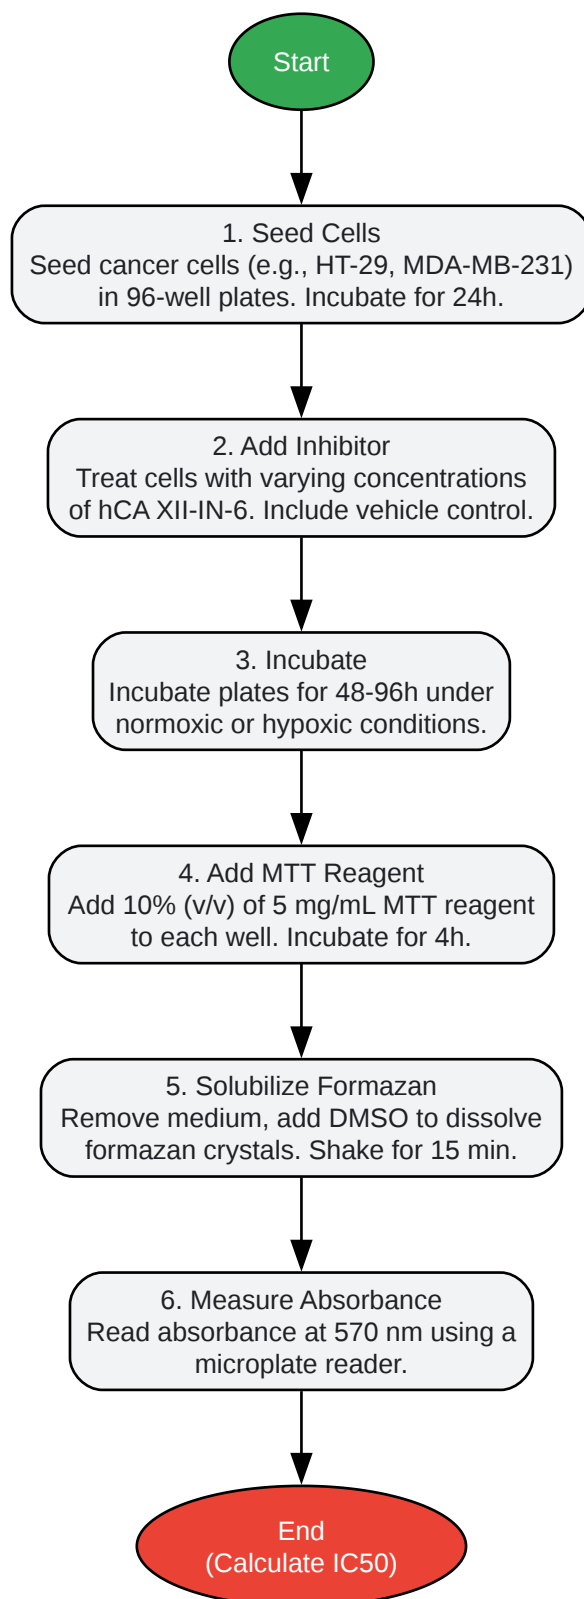 Start
1. Seed Cells
Seed cancer cells (e.g., HT-29, MDA-MB-231)
in 96-well plates. Incubate for 24h.
2. Add Inhibitor
Treat cells with varying concentrations
of hCA XII-IN-6. Include vehicle control.
3. Incubate
Incubate plates for 48-96h under
normoxic or hypoxic conditions.
4. Add MTT Reagent
Add 10% (v/v) of 5 mg/mL MTT reagent
to each well. Incubate for 4h.
5. Solubilize Formazan
Remove medium, add DMSO to dissolve
formazan crystals. Shake for 15 min.
6. Measure Absorbance
Read absorbance at 570 nm using a
microplate reader.
End
(Calculate IC50)